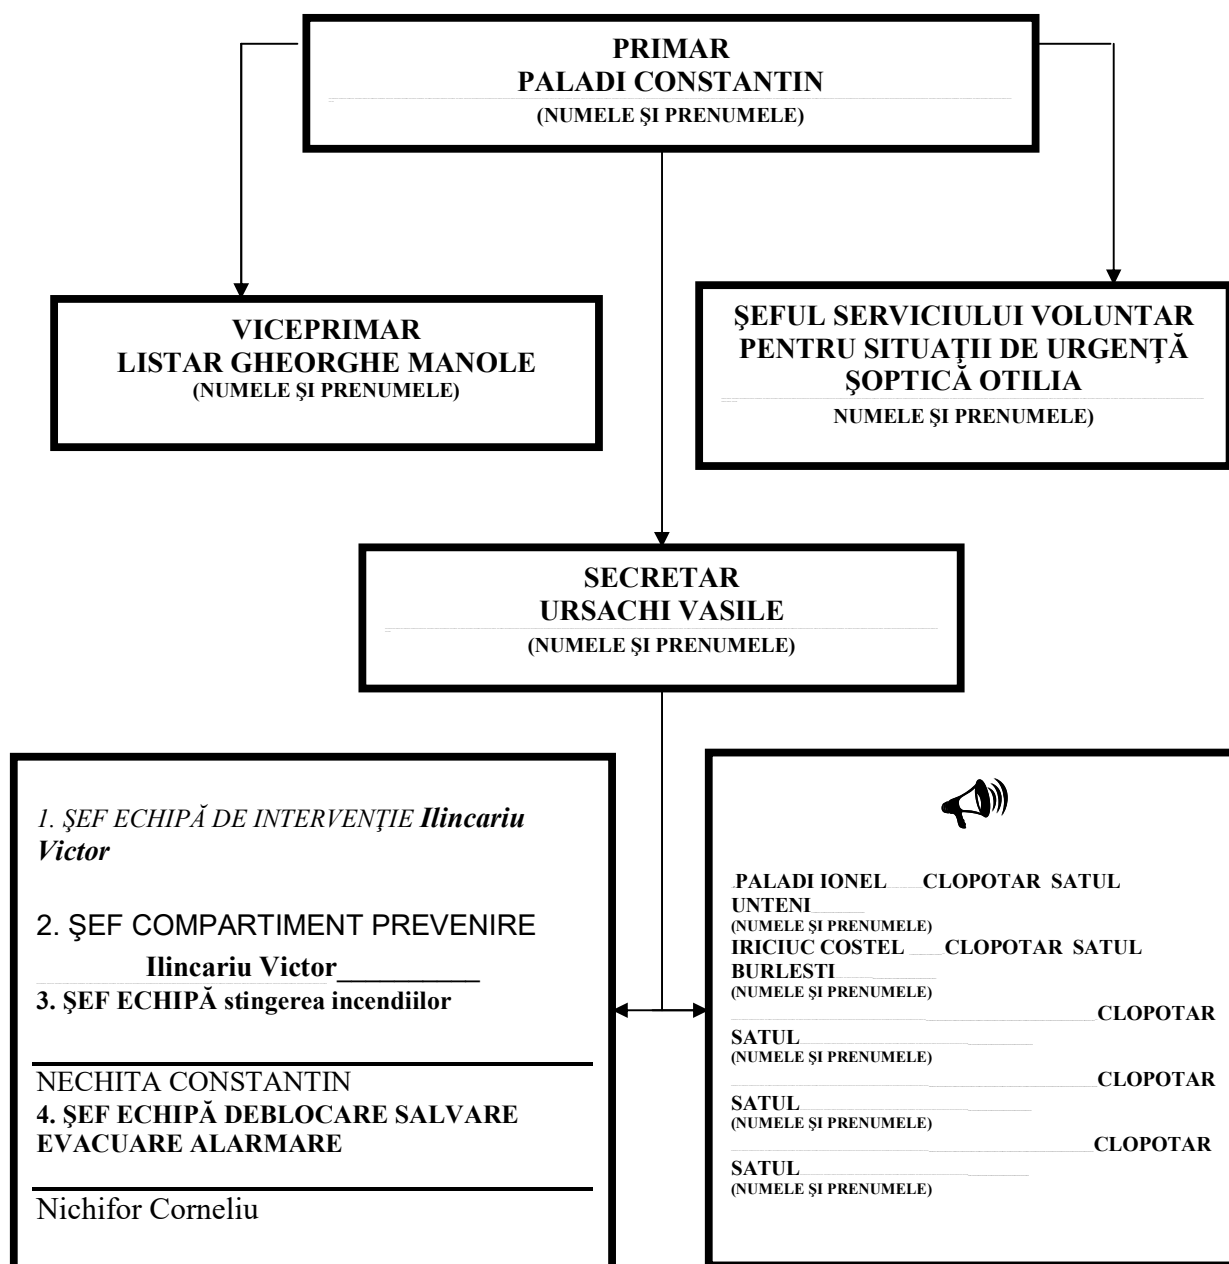 PRIMAR
PALADI CONSTANTIN
(NUMELE ŞI PRENUMELE)
VICEPRIMAR
LISTAR GHEORGHE MANOLE
(NUMELE ŞI PRENUMELE)
ŞEFUL SERVICIULUI VOLUNTAR
PENTRU SITUAŢII DE URGENŢĂ
ŞOPTICĂ OTILIA
NUMELE ŞI PRENUMELE)
SECRETAR
URSACHI VASILE
(NUMELE ŞI PRENUMELE)
1. ŞEF ECHIPĂ DE INTERVENŢIE Ilincariu
Victor
2. ŞEF COMPARTIMENT PREVENIRE
Ilincariu Victor__________
3. ŞEF ECHIPĂ stingerea incendiilor
NECHITA CONSTANTIN
4. ŞEF ECHIPĂ DEBLOCARE SALVARE
EVACUARE ALARMARE
Nichifor Corneliu
PALADI IONEL CLOPOTAR SATUL
UNTENI
(NUMELE ŞI PRENUMELE)
IRICIUC COSTEL CLOPOTAR SATUL
BURLESTI
(NUMELE ŞI PRENUMELE)
CLOPOTAR
SATUL
(NUMELE ŞI PRENUMELE)
CLOPOTAR
SATUL
(NUMELE ŞI PRENUMELE)
CLOPOTAR
SATUL
(NUMELE ŞI PRENUMELE)